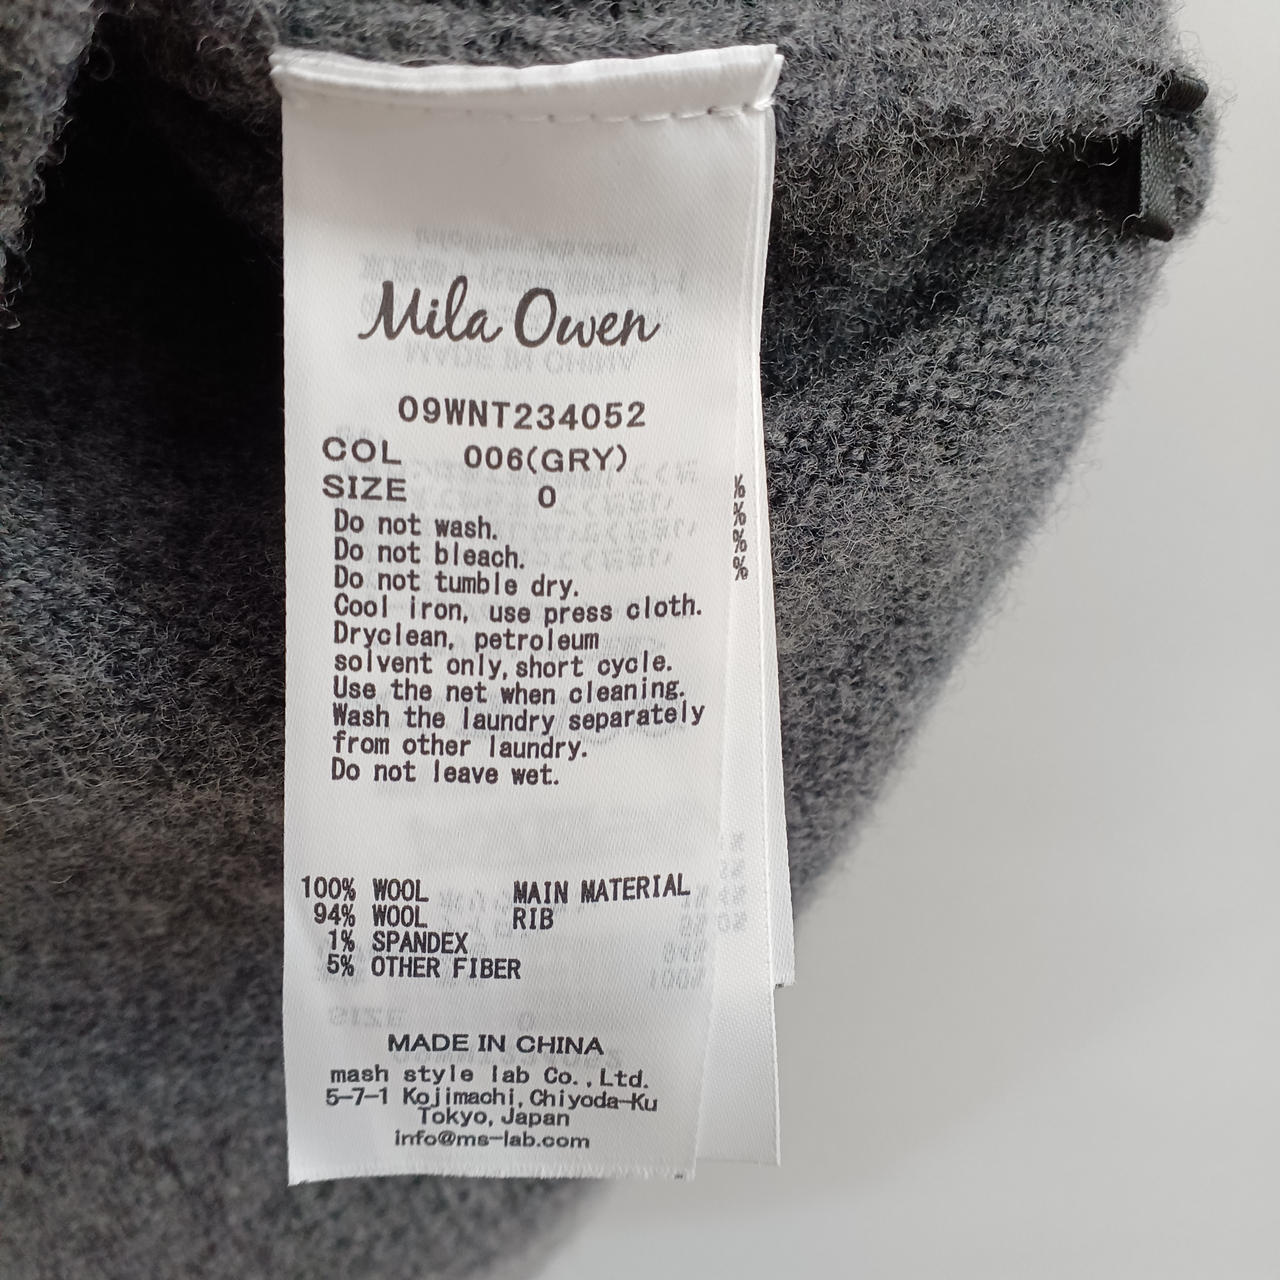 Mila Owen
09WNT234052
COL 006(GRY)
SIZE 0
Do not wash.
Do not bleach.
Do not tumble dry.
Cool iron, use press cloth.
Dryclean, petroleum
solvent only, short cycle.
Use the net when cleaning.
Wash the laundry separately
from other laundry.
Do not leave wet.
100% WOOL MAIN MATERIAL
94% WOOL RIB
1% SPANDEX
5% OTHER FIBER
MADE IN CHINA
mash style lab Co., Ltd.
5-7-1 Kojimachi, Chiyoda-Ku
Tokyo, Japan
info@ms-lab.com
%
%
%
%